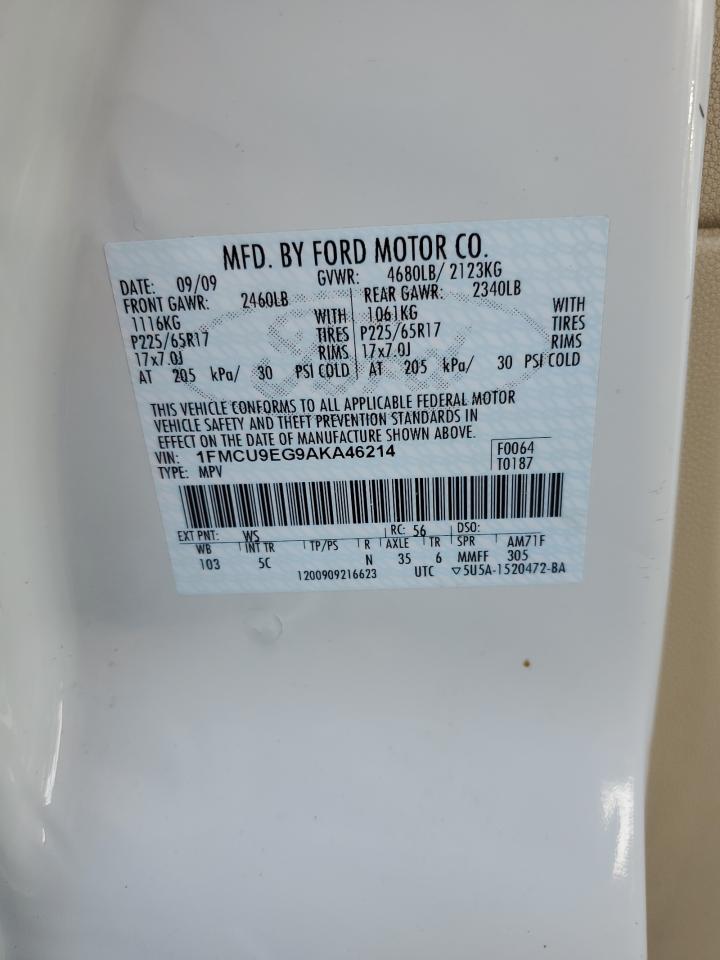 MFD. BY FORD MOTOR CO.
DATE: 09/09 GVWR: 4680LB/ 2123KG
FRONT GAWR: 2460LB REAR GAWR: 2340LB
1116KG WITH 1061KG WITH
P225/65R17 TIRES P225/65R17 TIRES
17x7.0J RIMS 17x7.0J RIMS
AT 205 kPa/ 30 PSI COLD AT 205 kPa/ 30 PSI COLD
THIS VEHICLE CONFORMS TO ALL APPLICABLE FEDERAL MOTOR
VEHICLE SAFETY AND THEFT PREVENTION STANDARDS IN
EFFECT ON THE DATE OF MANUFACTURE SHOWN ABOVE.
VIN: 1FMCU9EG9AKA46214 F0064
TYPE: MPV T0187
EXT PNT: WS RC: 56 DSO:
WB INT TR TP/PS R AXLE TR SPR AM71F
103 5C N 35 6 MMFF 305
1200909216623 UTC ▽5U5A-1520472-BA